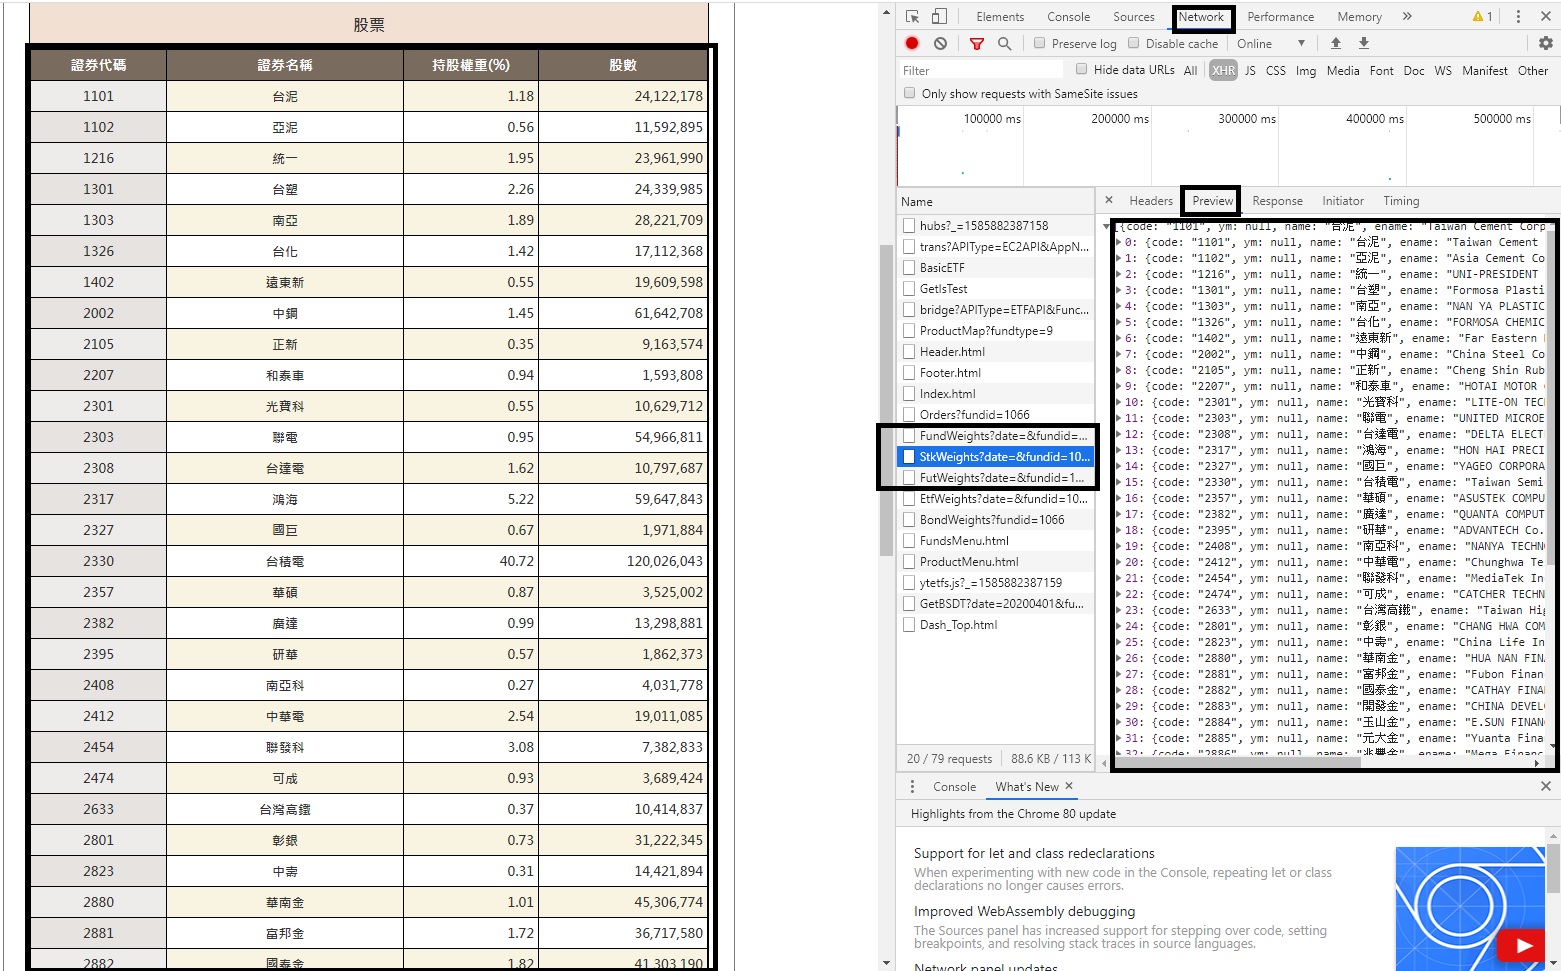 股票
證券代碼 證券名稱 持股權重(%) 股數
1101 台泥 1.18 24,122,178
1102 亞泥 0.56 11,592,895
1216 統一 1.95 23,961,990
1301 台塑 2.26 24,339,985
1303 南亞 1.89 28,221,709
1326 台化 1.42 17,112,368
1402 遠東新 0.55 19,609,598
2002 中鋼 1.45 61,642,708
2105 正新 0.35 9,163,574
2207 和泰車 0.94 1,593,808
2301 光寶科 0.55 10,629,712
2303 聯電 0.95 54,966,811
2308 台達電 1.62 10,797,687
2317 鴻海 5.22 59,647,843
2327 國巨 0.67 1,971,884
2330 台積電 40.72 120,026,043
2357 華碩 0.87 3,525,002
2382 廣達 0.99 13,298,881
2395 研華 0.57 1,862,373
2408 南亞科 0.27 4,031,778
2412 中華電 2.54 19,011,085
2454 聯發科 3.08 7,382,833
2474 可成 0.93 3,689,424
2633 台灣高鐵 0.37 10,414,837
2801 彰銀 0.73 31,222,345
2823 中壽 0.31 14,421,894
2880 華南金 1.01 45,306,774
2881 富邦金 1.72 36,717,580
2882 國泰金 1.82 41,303,190
Elements Console Sources Network Performance Memory » 1
Preserve log Disable cache Online
Filter Hide data URLs All XHR JS CSS Img Media Font Doc WS Manifest Other
Only show requests with SameSite issues
100000 ms 200000 ms 300000 ms 400000 ms 500000 ms
Name
hubs?_=1585882387158
trans?APIType=EC2API&AppN...
BasicETF
GetIsTest
bridge?APIType=ETFAPI&Func...
ProductMap?fundtype=9
Header.html
Footer.html
Index.html
Orders?fundid=1066
FundWeights?date=&fundid=...
StkWeights?date=&fundid=10...
FutWeights?date=&fundid=1...
EtfWeights?date=&fundid=10...
BondWeights?fundid=1066
FundsMenu.html
ProductMenu.html
ytetfs.js?_=1585882387159
GetBSDT?date=20200401&fu...
Dash_Top.html
20 / 79 requests 88.6 KB / 113 K
× Headers Preview Response Initiator Timing
[{code: "1101", ym: null, name: "台泥", ename: "Taiwan Cement Corp
0: {code: "1101", ym: null, name: "台泥", ename: "Taiwan Cement
1: {code: "1102", ym: null, name: "亞泥", ename: "Asia Cement Co
2: {code: "1216", ym: null, name: "統一", ename: "UNI-PRESIDENT
3: {code: "1301", ym: null, name: "台塑", ename: "Formosa Plasti
4: {code: "1303", ym: null, name: "南亞", ename: "NAN YA PLASTIC
5: {code: "1326", ym: null, name: "台化", ename: "FORMOSA CHEMIC
6: {code: "1402", ym: null, name: "遠東新", ename: "Far Eastern
7: {code: "2002", ym: null, name: "中鋼", ename: "China Steel Co
8: {code: "2105", ym: null, name: "正新", ename: "Cheng Shin Rub
9: {code: "2207", ym: null, name: "和泰車", ename: "HOTAI MOTOR
10: {code: "2301", ym: null, name: "光寶科", ename: "LITE-ON TEC
11: {code: "2303", ym: null, name: "聯電", ename: "UNITED MICROE
12: {code: "2308", ym: null, name: "台達電", ename: "DELTA ELECT
13: {code: "2317", ym: null, name: "鴻海", ename: "HON HAI PRECI
14: {code: "2327", ym: null, name: "國巨", ename: "YAGEO CORPORA
15: {code: "2330", ym: null, name: "台積電", ename: "Taiwan Semi
16: {code: "2357", ym: null, name: "華碩", ename: "ASUSTEK COMPU
17: {code: "2382", ym: null, name: "廣達", ename: "QUANTA COMPUT
18: {code: "2395", ym: null, name: "研華", ename: "ADVANTECH Co.
19: {code: "2408", ym: null, name: "南亞科", ename: "NANYA TECHN
20: {code: "2412", ym: null, name: "中華電", ename: "Chunghwa Te
21: {code: "2454", ym: null, name: "聯發科", ename: "MediaTek In
22: {code: "2474", ym: null, name: "可成", ename: "CATCHER TECHN
23: {code: "2633", ym: null, name: "台灣高鐵", ename: "Taiwan Hig
24: {code: "2801", ym: null, name: "彰銀", ename: "CHANG HWA COM
25: {code: "2823", ym: null, name: "中壽", ename: "China Life In
26: {code: "2880", ym: null, name: "華南金", ename: "HUA NAN FINA
27: {code: "2881", ym: null, name: "富邦金", ename: "Fubon Finan
28: {code: "2882", ym: null, name: "國泰金", ename: "CATHAY FINA
29: {code: "2883", ym: null, name: "開發金", ename: "CHINA DEVEL
30: {code: "2884", ym: null, name: "玉山金", ename: "E.SUN FINAN
31: {code: "2885", ym: null, name: "元大金", ename: "Yuanta Fina
32: {code: "2886", ym: null, name: "兆豐金", ename: "Mega Financ
Console What's New ×
Highlights from the Chrome 80 update
Support for let and class redeclarations
When experimenting with new code in the Console, repeating let or class
declarations no longer causes errors.
Improved WebAssembly debugging
The Sources panel has increased support for stepping over code, setting
breakpoints, and resolving stack traces in source languages.
Network panel updates